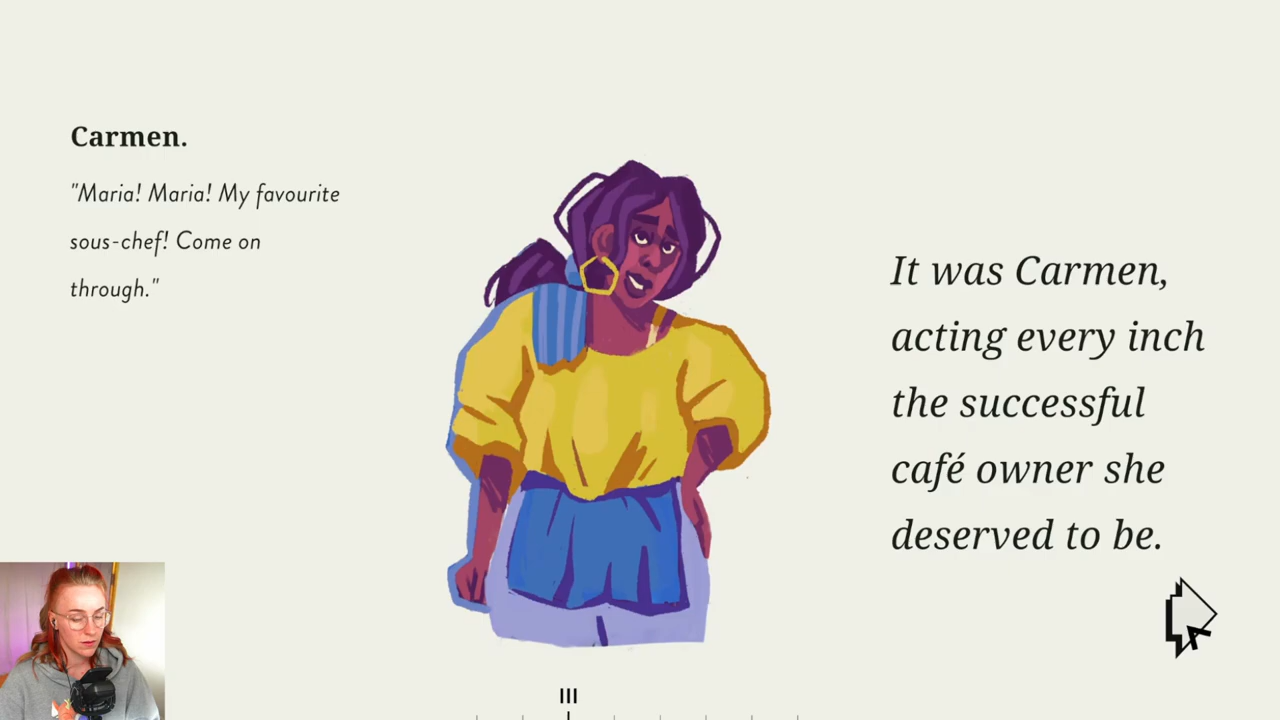 Carmen.
"Maria! Maria! My favourite
sous-chef! Come on
through."
It was Carmen,
acting every inch
the successful
café owner she
deserved to be.
III